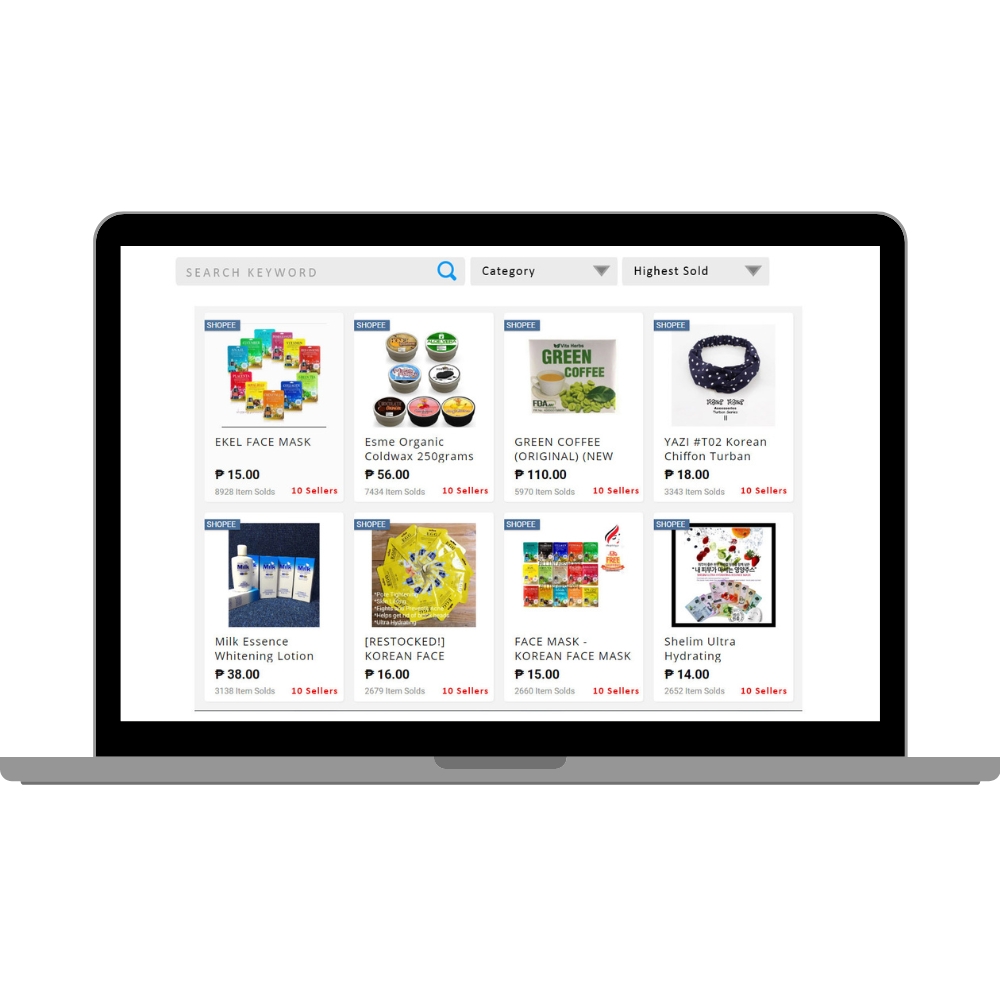 SEARCH KEYWORD
Category
Highest Sold
SHOPEE
EKEL FACE MASK
₱ 15.00
8928 Item Solds
10 Sellers
SHOPEE
Esme Organic
Coldwax 250grams
₱ 56.00
7434 Item Solds
10 Sellers
SHOPEE
Vita Herbs
GREEN
COFFEE
FDA
GREEN COFFEE
(ORIGINAL) (NEW
₱ 110.00
5970 Item Solds
10 Sellers
SHOPEE
YAZI #T02 Korean
Chiffon Turban
₱ 18.00
3343 Item Solds
10 Sellers
SHOPEE
Milk
Milk Essence
Whitening Lotion
₱ 38.00
3138 Item Solds
10 Sellers
SHOPEE
[RESTOCKED!]
KOREAN FACE
₱ 16.00
2679 Item Solds
10 Sellers
SHOPEE
FREE
FACE MASK -
KOREAN FACE MASK
₱ 15.00
2660 Item Solds
10 Sellers
SHOPEE
Shelim Ultra
Hydrating
₱ 14.00
2652 Item Solds
10 Sellers